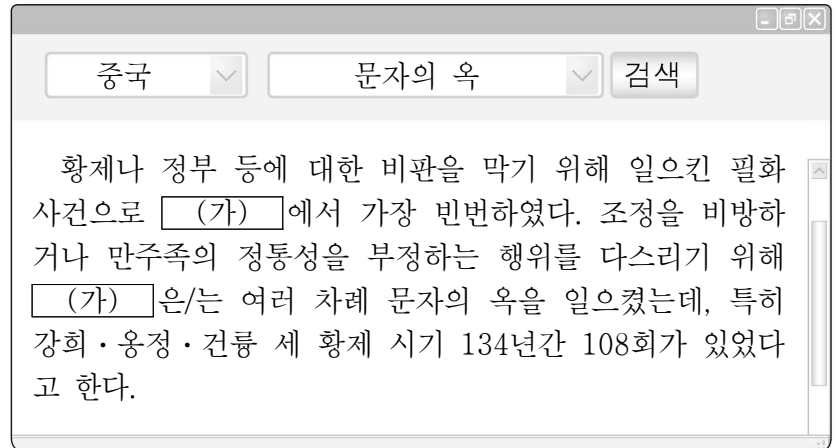 중국 문자의 옥 검색
황제나 정부 등에 대한 비판을 막기 위해 일으킨 필화
사건으로 (가) 에서 가장 빈번하였다. 조정을 비방하
거나 만주족의 정통성을 부정하는 행위를 다스리기 위해
(가) 은/는 여러 차례 문자의 옥을 일으켰는데, 특히
강희·옹정·건륭 세 황제 시기 134년간 108회가 있었다
고 한다.